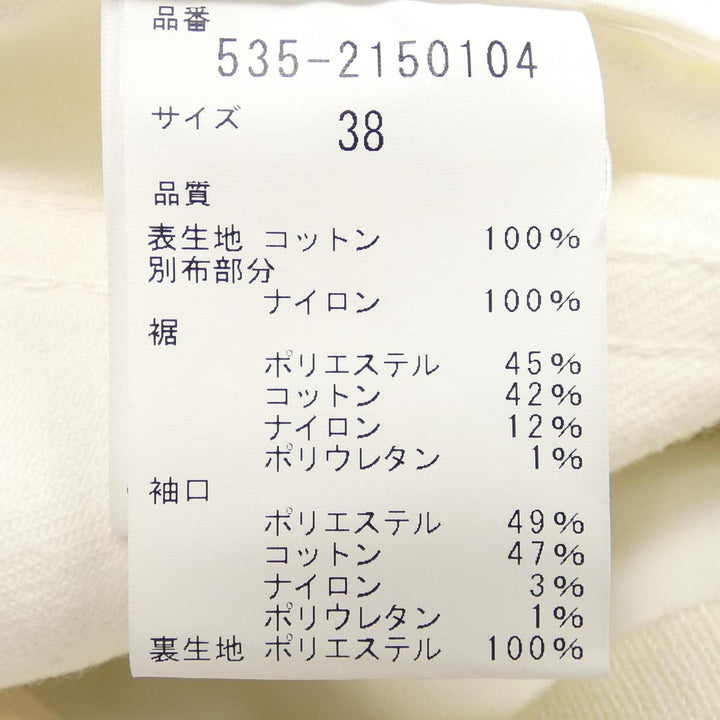 品番
535-2150104
サイズ 38
品質
表生地 コットン 100%
別布部分
ナイロン 100%
裾
ポリエステル 45%
コットン 42%
ナイロン 12%
ポリウレタン 1%
袖口
ポリエステル 49%
コットン 47%
ナイロン 3%
ポリウレタン 1%
裏生地 ポリエステル 100%